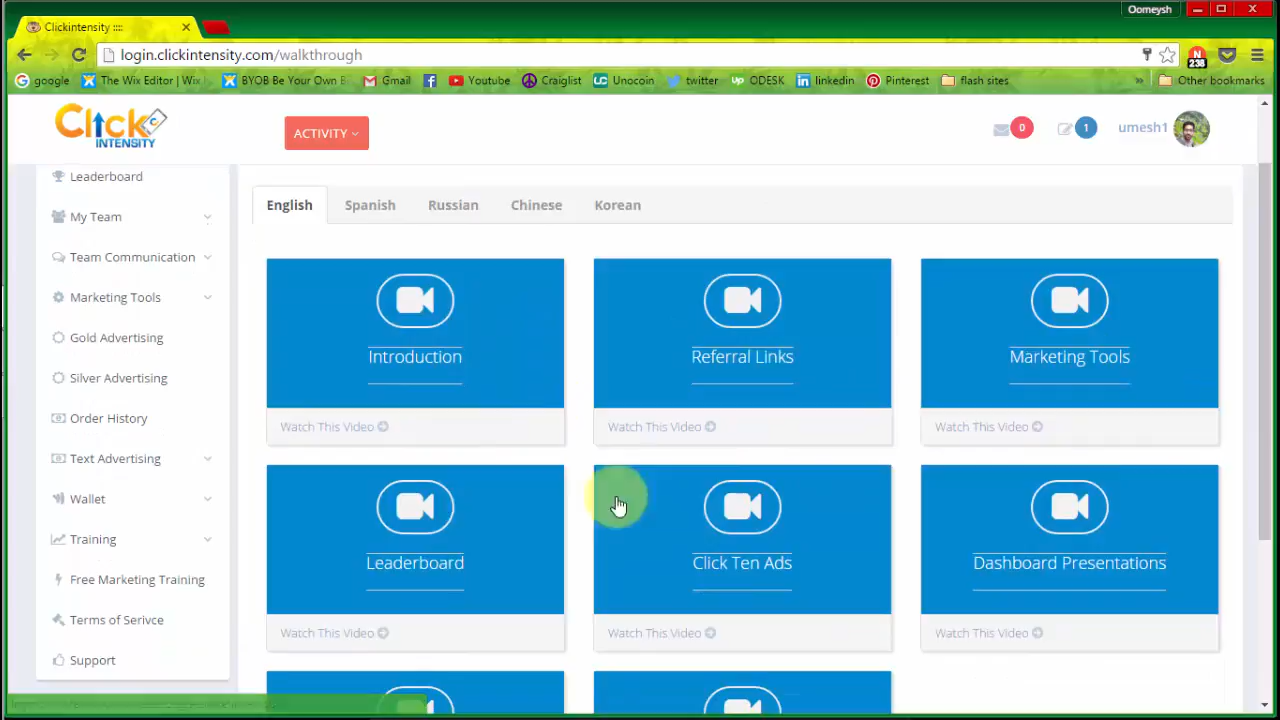 Oomeysh
Clickintensity ::::
login.clickintensity.com/walkthrough
238
google
The Wix Editor | Wix
BYOB Be Your Own B
Gmail
Youtube
Craiglist
Unocoin
twitter
ODESK
linkedin
Pinterest
flash sites
»
Other bookmarks
Click
INTENSITY
ACTIVITY
0
1
umesh1
Leaderboard
My Team
Team Communication
Marketing Tools
Gold Advertising
Silver Advertising
Order History
Text Advertising
Wallet
Training
Free Marketing Training
Terms of Serivce
Support
English
Spanish
Russian
Chinese
Korean
Introduction
Referral Links
Marketing Tools
Watch This Video
Watch This Video
Watch This Video
Leaderboard
Click Ten Ads
Dashboard Presentations
Watch This Video
Watch This Video
Watch This Video